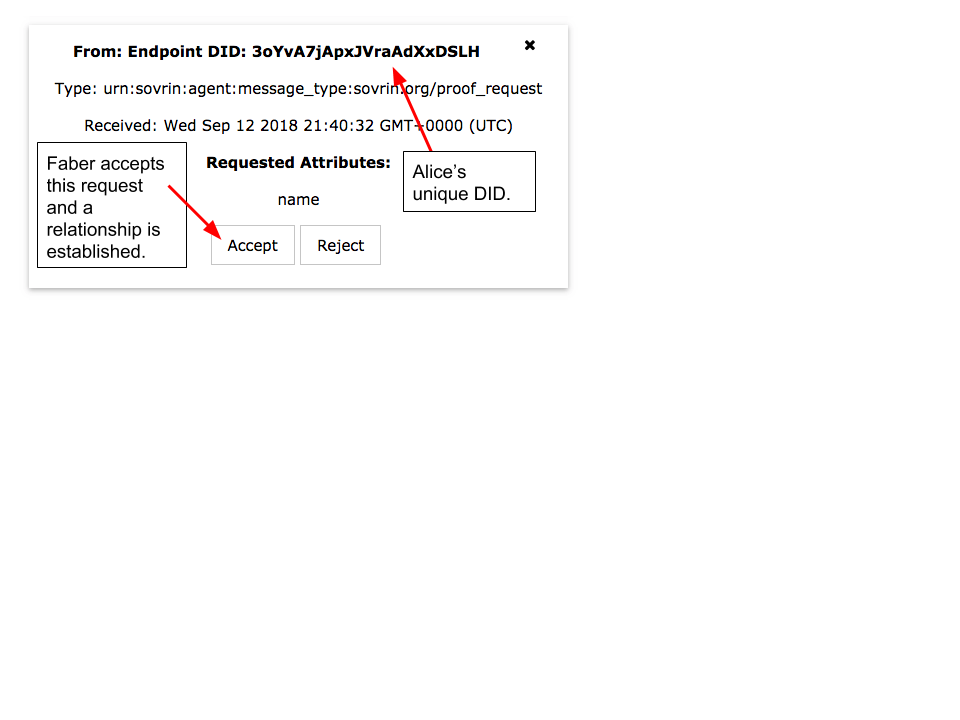 From: Endpoint DID: 3oYvA7jApxJVraAdXxDSLH
✖
Type: urn:sovrin:agent:message_type:sovrin.org/proof_request
Received: Wed Sep 12 2018 21:40:32 GMT+0000 (UTC)
Faber accepts
this request
and a
relationship is
established.
Requested Attributes:
name
Accept
Reject
Alice’s
unique DID.